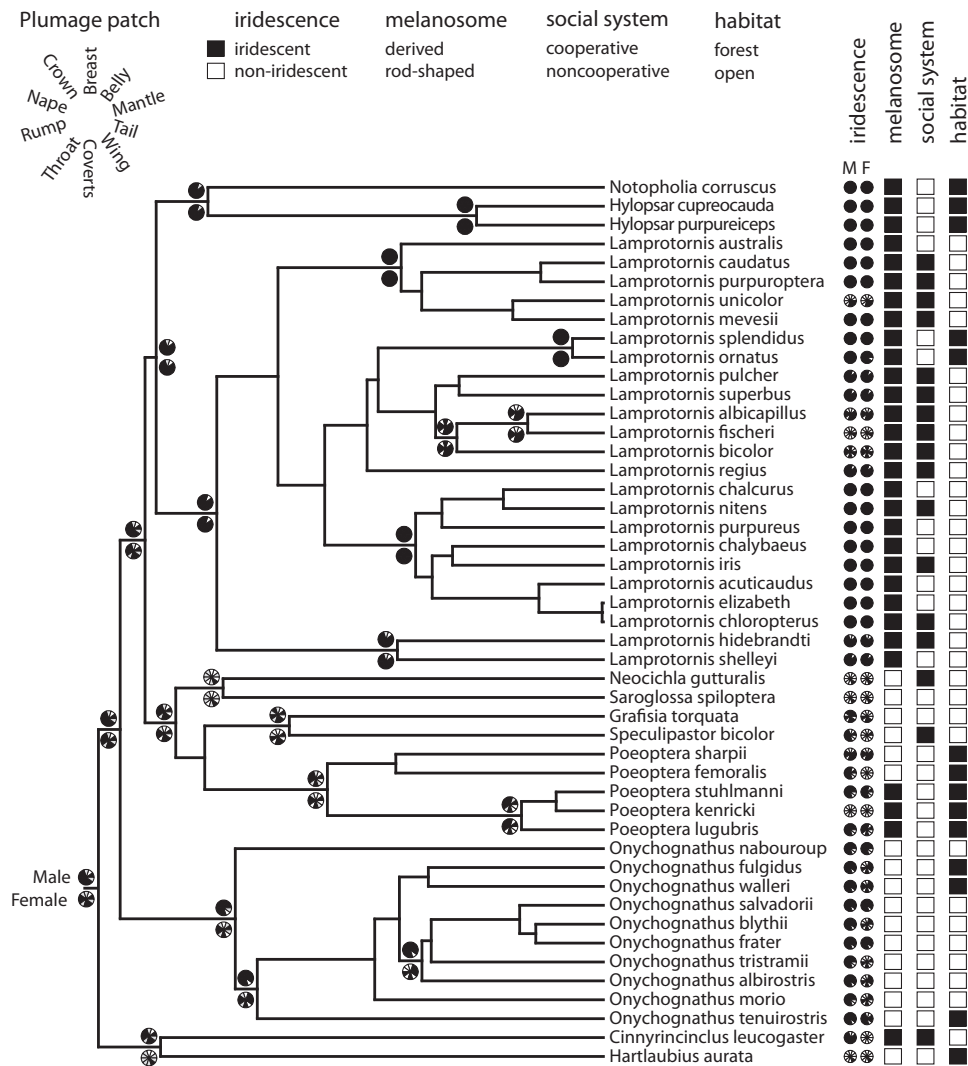 Plumage patch
Crown
Breast
Belly
Nape
Mantle
Rump
Tail
Throat
Coverts
Wing
iridescence melanosome social system habitat
iridescent derived cooperative forest
non-iridescent rod-shaped noncooperative open
iridescence
melanosome
social system
habitat
M F
Notopholia corruscus
Hylopsar cupreocauda
Hylopsar purpureiceps
Lamprotornis australis
Lamprotornis caudatus
Lamprotornis purpuroptera
Lamprotornis unicolor
Lamprotornis mevesii
Lamprotornis splendidus
Lamprotornis ornatus
Lamprotornis pulcher
Lamprotornis superbus
Lamprotornis albicapillus
Lamprotornis fischeri
Lamprotornis bicolor
Lamprotornis regius
Lamprotornis chalcurus
Lamprotornis nitens
Lamprotornis purpureus
Lamprotornis chalybaeus
Lamprotornis iris
Lamprotornis acuticaudus
Lamprotornis elizabeth
Lamprotornis chloropterus
Lamprotornis hidebrandti
Lamprotornis shelleyi
Neocichla gutturalis
Saroglossa spiloptera
Grafisia torquata
Speculipastor bicolor
Poeoptera sharpii
Poeoptera femoralis
Poeoptera stuhlmanni
Poeoptera kenricki
Poeoptera lugubris
Onychognathus nabouroup
Onychognathus fulgidus
Male
Onychognathus walleri
Female
Onychognathus salvadorii
Onychognathus blythii
Onychognathus frater
Onychognathus tristramii
Onychognathus albirostris
Onychognathus morio
Onychognathus tenuirostris
Cinnyrincinclus leucogaster
Hartlaubius aurata